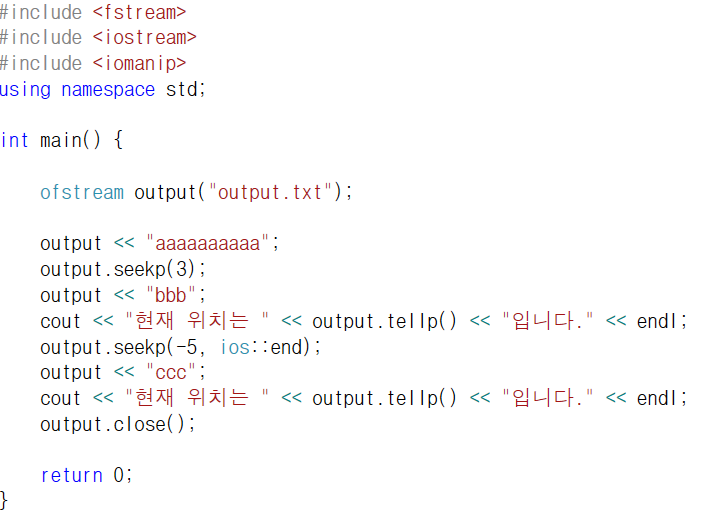 #include <fstream>
#include <iostream>
#include <iomanip>
using namespace std;
int main() {
ofstream output("output.txt");
output << "aaaaaaaaaa";
output.seekp(3);
output << "bbb";
cout << "현재 위치는 " << output.tellp() << "입니다." << endl;
output.seekp(-5, ios::end);
output << "ccc";
cout << "현재 위치는 " << output.tellp() << "입니다." << endl;
output.close();
return 0;
}